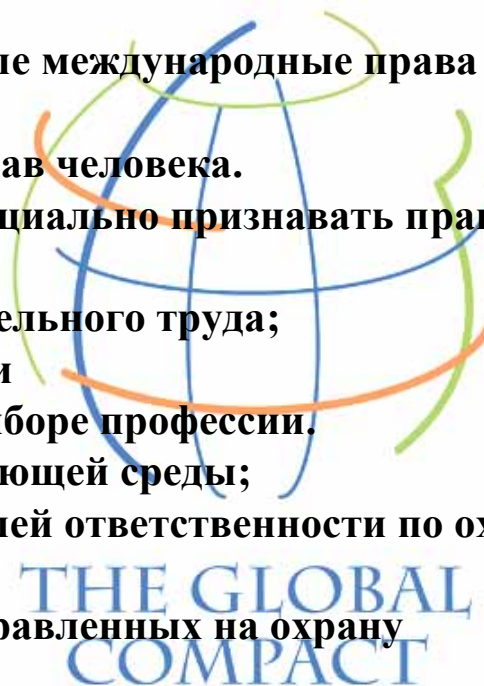 ые международные права
ав человека.
циально признавать пра
ельного труда;
и
боре профессии.
ющей среды;
ей ответственности по ох
THE GLOBAL
равленных на охрану
COMPACT